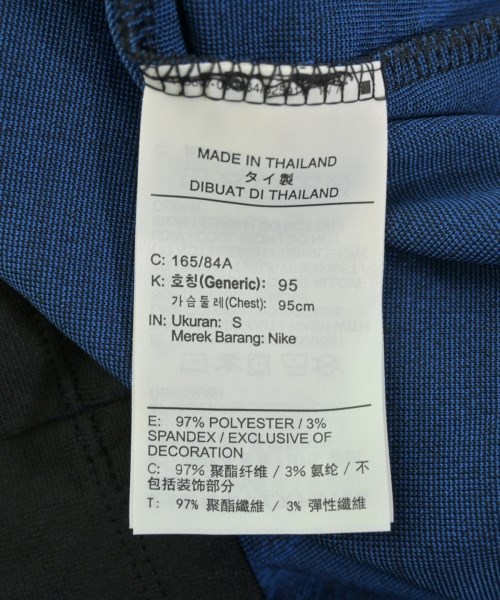 MADE IN THAILAND
タイ製
DIBUAT DI THAILAND
C: 165/84A
K: 호칭(Generic): 95
가슴둘레(Chest): 95cm
IN: Ukuran: S
Merek Barang: Nike
E: 97% POLYESTER / 3%
SPANDEX / EXCLUSIVE OF
DECORATION
C: 97% 聚酯纤维 / 3% 氨纶 / 不
包括装饰部分
T: 97% 聚酯纖維 / 3% 彈性纖維